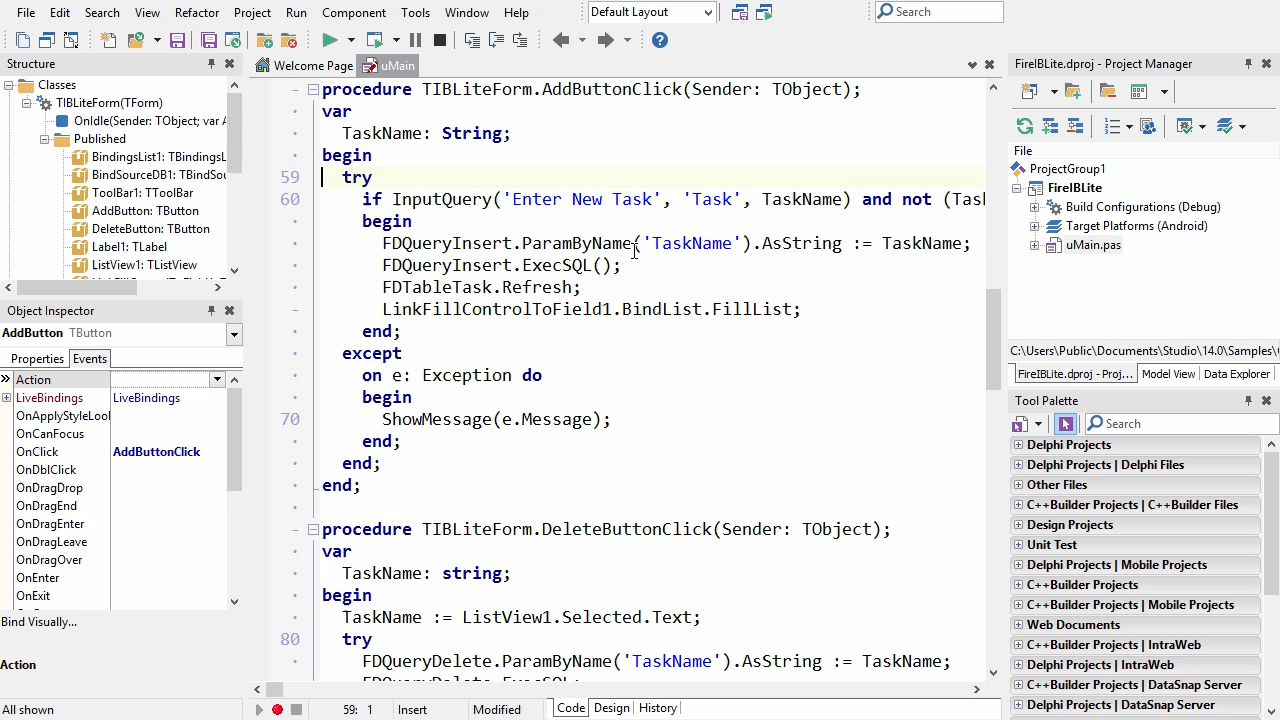 File Edit Search View Refactor Project Run Component Tools Window Help
Default Layout
Search
Structure
Welcome Page
uMain
FireIBLite.dproj - Project Manager
Classes
TIBLiteForm(TForm)
OnIdle(Sender: TObject; var A
Published
BindingsList1: TBindingsL
BindSourceDB1: TBindSou
ToolBar1: TToolBar
AddButton: TButton
DeleteButton: TButton
Label1: TLabel
ListView1: TListView
Object Inspector
AddButton TButton
Properties Events
Action
LiveBindings LiveBindings
OnApplyStyleLool
OnCanFocus
OnClick AddButtonClick
OnDblClick
OnDragDrop
OnDragEnd
OnDragEnter
OnDragLeave
OnDragOver
OnEnter
OnExit
Bind Visually...
Action
All shown
procedure TIBLiteForm.AddButtonClick(Sender: TObject);
var
TaskName: String;
begin
59 try
60 if InputQuery('Enter New Task', 'Task', TaskName) and not (Task
begin
FDQueryInsert.ParamByName('TaskName').AsString := TaskName;
FDQueryInsert.ExecSQL();
FDTableTask.Refresh;
LinkFillControlToField1.BindList.FillList;
end;
except
on e: Exception do
begin
70 ShowMessage(e.Message);
end;
end;
end;
procedure TIBLiteForm.DeleteButtonClick(Sender: TObject);
var
TaskName: string;
begin
TaskName := ListView1.Selected.Text;
80 try
FDQueryDelete.ParamByName('TaskName').AsString := TaskName;
59: 1 Insert Modified Code Design History
File
ProjectGroup1
FireIBLite
Build Configurations (Debug)
Target Platforms (Android)
uMain.pas
C:\Users\Public\Documents\Studio\14.0\Samples\
FireIBLite.dproj - Proj... Model View Data Explorer
Tool Palette
Search
Delphi Projects
Delphi Projects | Delphi Files
Other Files
C++Builder Projects | C++Builder Files
Design Projects
Unit Test
Delphi Projects | Mobile Projects
C++Builder Projects
C++Builder Projects | Mobile Projects
Web Documents
C++Builder Projects | IntraWeb
Delphi Projects | IntraWeb
C++Builder Projects | DataSnap Server
Delphi Projects | DataSnap Server